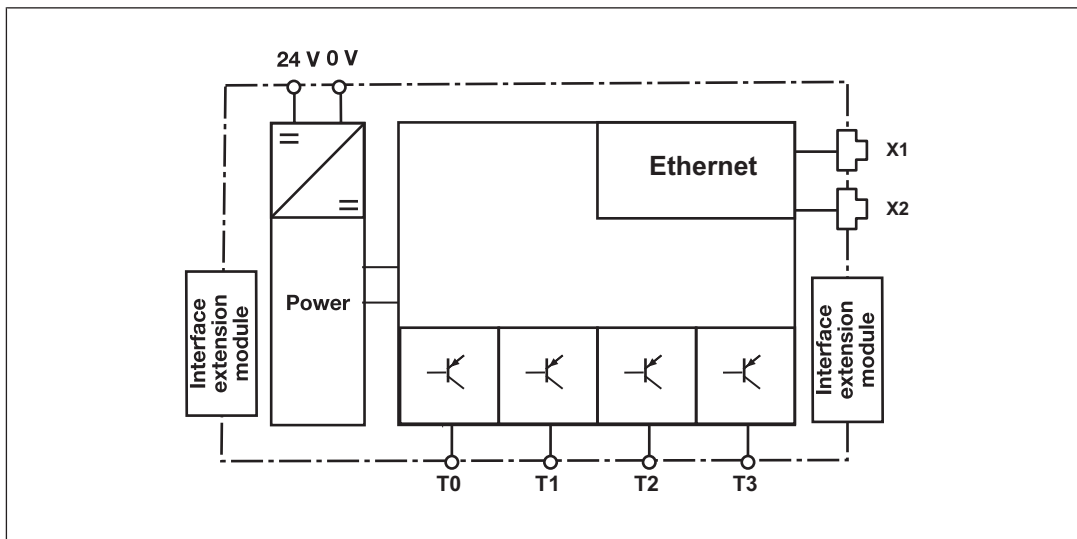 24 V 0 V
Ethernet
X1
X2
Power
Interface
extension
module
Interface
extension
module
T0 T1 T2 T3